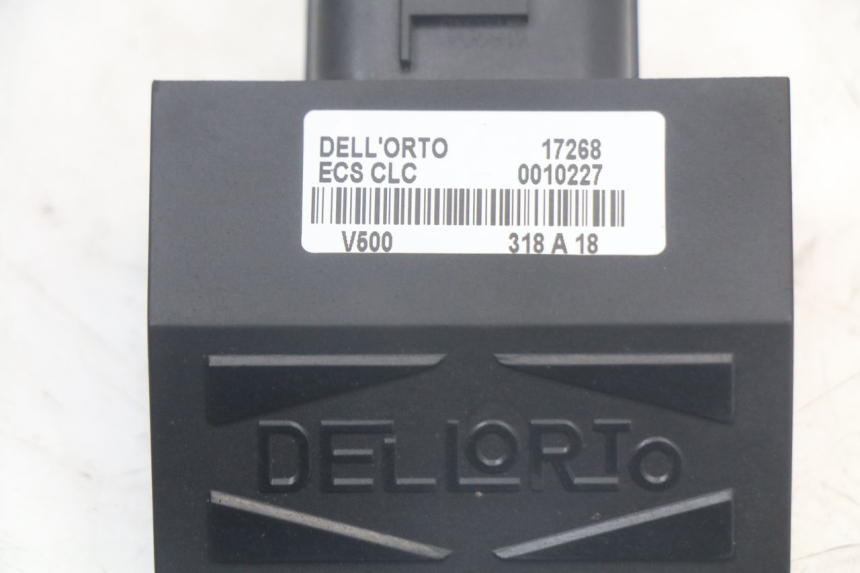 DELL'ORTO 17268
ECS CLC 0010227
V500 318 A 18
DELLORTO